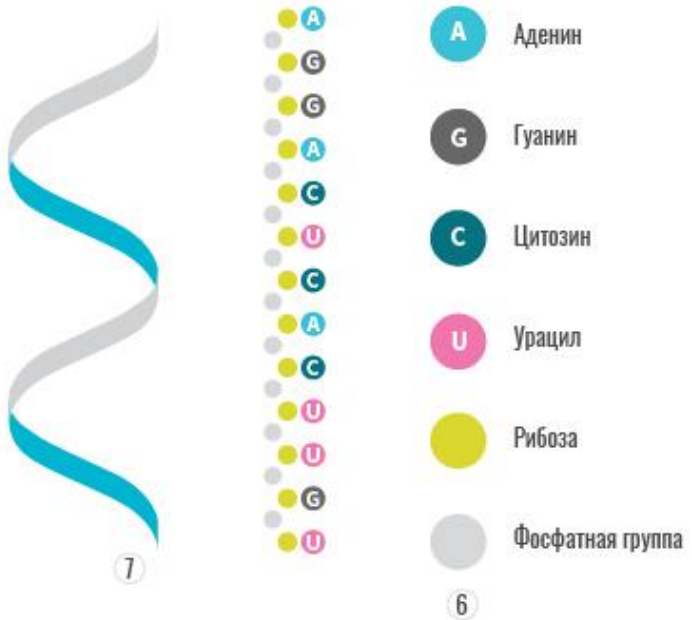 A
G
G
A
C
U
C
A
C
U
U
G
U
A Аденин
G Гуанин
C Цитозин
U Урацил
Рибоза
Фосфатная группа
7
6